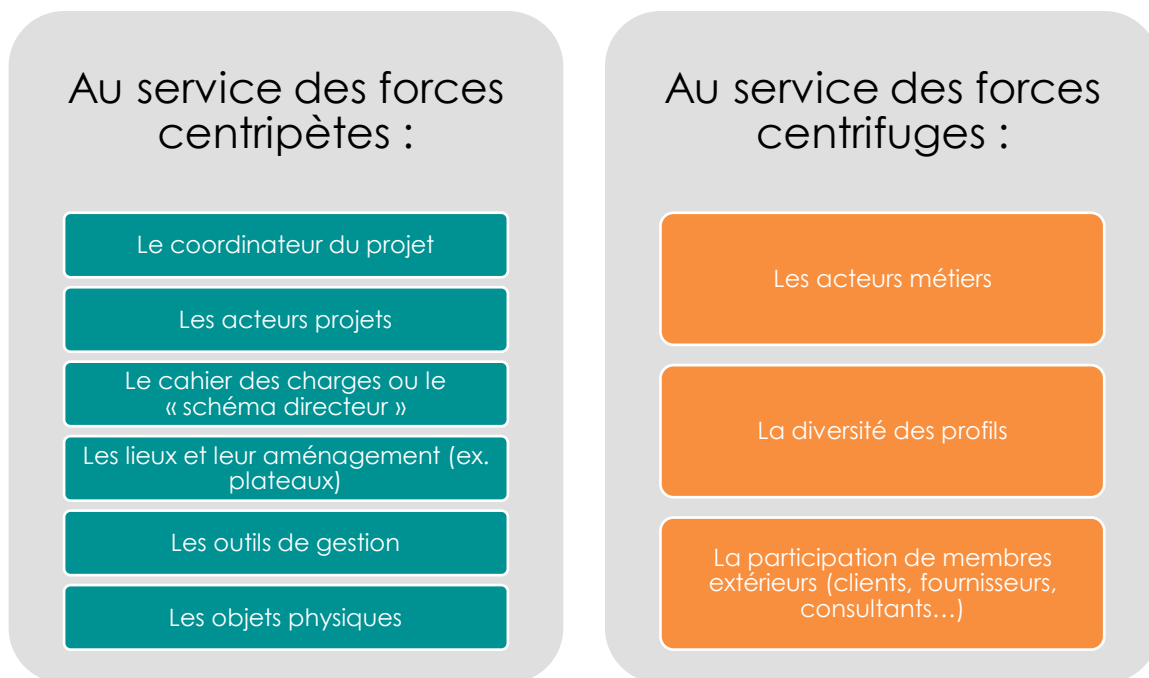 Au service des forces
centripètes :
Le coordinateur du projet
Les acteurs projets
Le cahier des charges ou le
« schéma directeur »
Les lieux et leur aménagement (ex.
plateaux)
Les outils de gestion
Les objets physiques
Au service des forces
centrifuges :
Les acteurs métiers
La diversité des profils
La participation de membres
extérieurs (clients, fournisseurs,
consultants…)